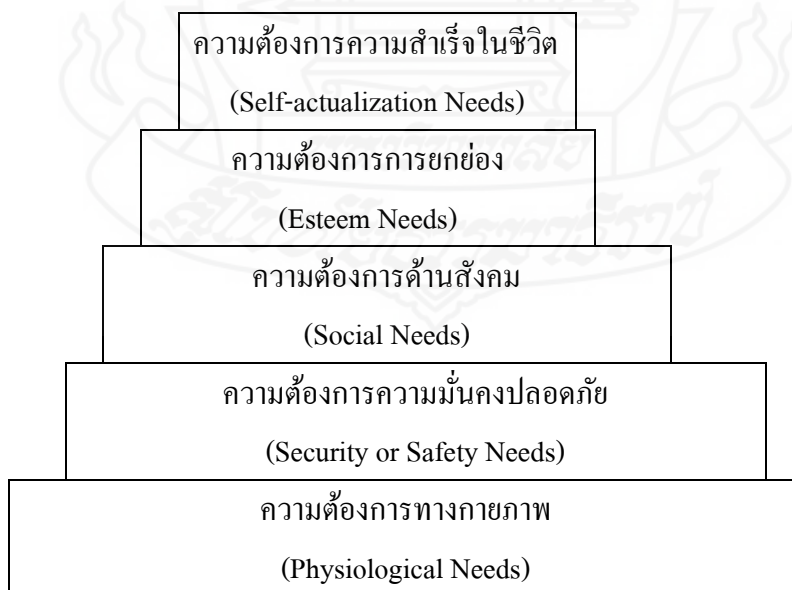 ความต้องการความสำเร็จในชีวิต
(Self-actualization Needs)
ความต้องการการยกย่อง
(Esteem Needs)
ความต้องการด้านสังคม
(Social Needs)
ความต้องการความมั่นคงปลอดภัย
(Security or Safety Needs)
ความต้องการทางกายภาพ
(Physiological Needs)